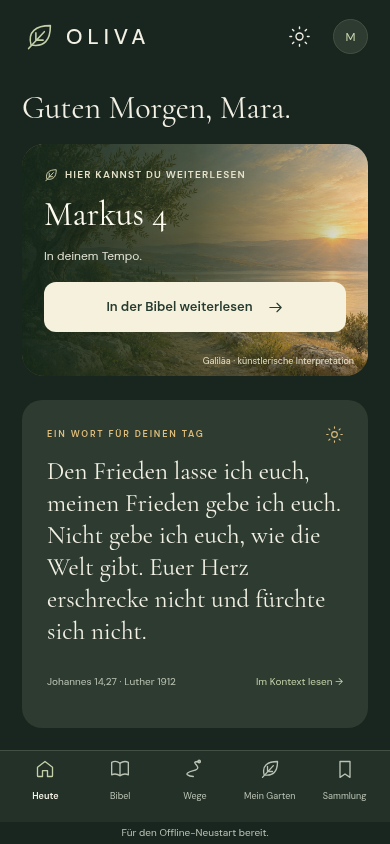 OLIVA
M
Guten Morgen, Mara.
HIER KANNST DU WEITERLESEN
Markus 4
In deinem Tempo.
In der Bibel weiterlesen →
Galiläa · künstlerische Interpretation
EIN WORT FÜR DEINEN TAG
Den Frieden lasse ich euch,
meinen Frieden gebe ich euch.
Nicht gebe ich euch, wie die
Welt gibt. Euer Herz
erschrecke nicht und fürchte
sich nicht.
Johannes 14,27 · Luther 1912
Im Kontext lesen →
Heute
Bibel
Wege
Mein Garten
Sammlung
Für den Offline-Neustart bereit.